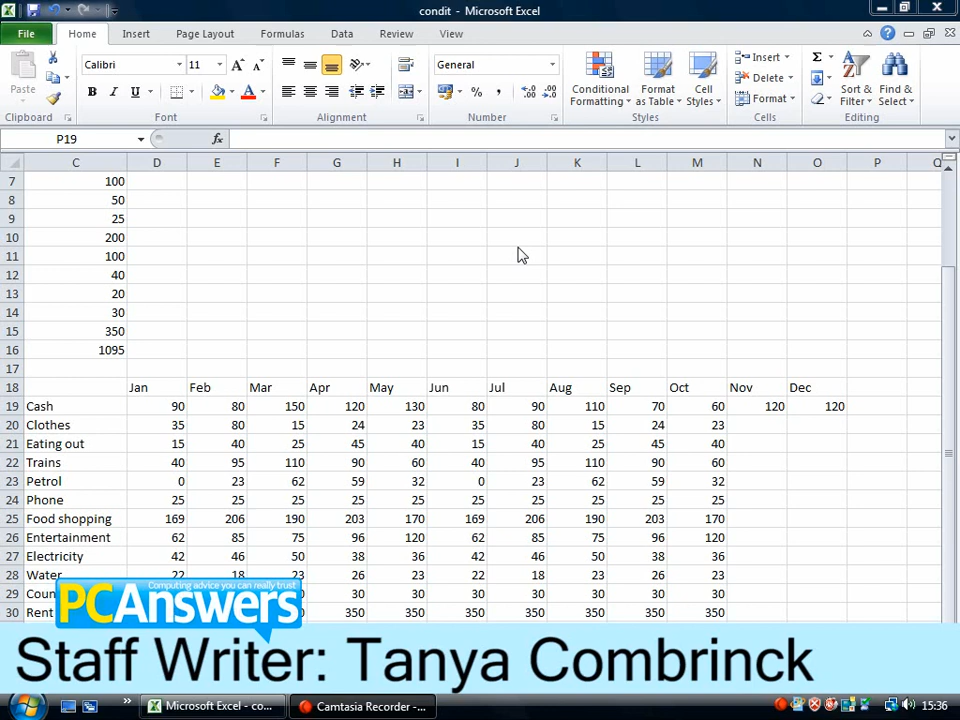 condit - Microsoft Excel
File Home Insert Page Layout Formulas Data Review View
Calibri 11 General
Paste Conditional Formatting Format as Table Cell Styles Insert Delete Format Sort & Filter Find & Select
Clipboard Font Alignment Number Styles Cells Editing
P19 fx
C D E F G H I J K L M N O P Q
7 100
8 50
9 25
10 200
11 100
12 40
13 20
14 30
15 350
16 1095
17
18 Jan Feb Mar Apr May Jun Jul Aug Sep Oct Nov Dec
19 Cash 90 80 150 120 130 80 90 110 70 60 120 120
20 Clothes 35 80 15 24 23 35 80 15 24 23
21 Eating out 15 40 25 45 40 15 40 25 45 40
22 Trains 40 95 110 90 60 40 95 110 90 60
23 Petrol 0 23 62 59 32 0 23 62 59 32
24 Phone 25 25 25 25 25 25 25 25 25 25
25 Food shopping 169 206 190 203 170 169 206 190 203 170
26 Entertainment 62 85 75 96 120 62 85 75 96 120
27 Electricity 42 46 50 38 36 42 46 50 38 36
28 Water 22 18 23 26 23 22 18 23 26 23
29 30 30 30 30 30 30 30
30 Rent 350 350 350 350 350 350 350
Computing advice you can really trust
PCAnswers
Staff Writer: Tanya Combrinck
Microsoft Excel - co... Camtasia Recorder -... 15:36